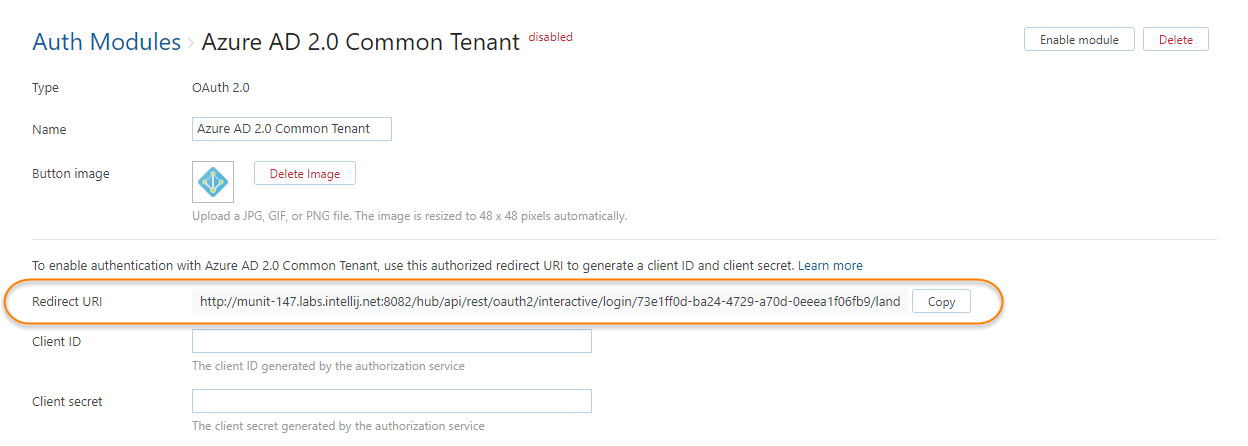 Auth Modules › Azure AD 2.0 Common Tenant disabled Enable module Delete
Type OAuth 2.0
Name Azure AD 2.0 Common Tenant
Button image Delete Image
Upload a JPG, GIF, or PNG file. The image is resized to 48 x 48 pixels automatically.
To enable authentication with Azure AD 2.0 Common Tenant, use this authorized redirect URI to generate a client ID and client secret. Learn more
Redirect URI http://munit-147.labs.intellij.net:8082/hub/api/rest/oauth2/interactive/login/73e1ff0d-ba24-4729-a70d-0eeea1f06fb9/land Copy
Client ID
The client ID generated by the authorization service
Client secret
The client secret generated by the authorization service